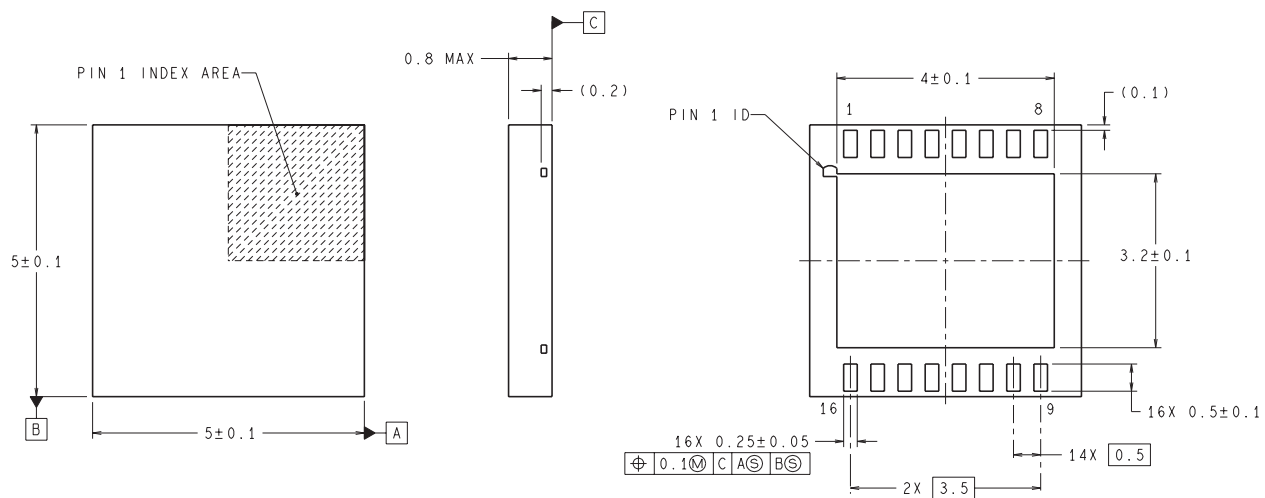 C
0.8 MAX
PIN 1 INDEX AREA
4±0.1
(0.2)
(0.1)
PIN 1 ID
1
8
5±0.1
3.2±0.1
B
5±0.1
A
16
9
16X 0.5±0.1
16X 0.25±0.05
⌖ 0.1Ⓜ C AⓈ BⓈ
14X 0.5
2X 3.5